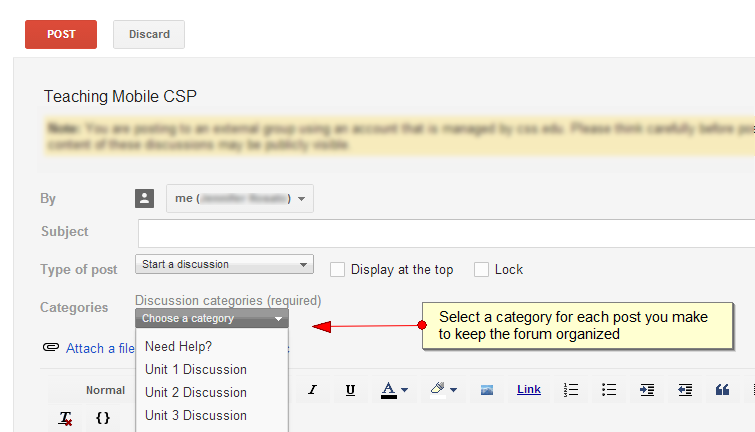 POST Discard
Teaching Mobile CSP
Note: You are posting to an external group using an account that is managed by css.edu. Please think carefully before
content of these discussions may be publicly visible.
By me ( )
Subject
Type of post Start a discussion Display at the top Lock
Categories Discussion categories (required)
Choose a category
Select a category for each post you make
to keep the forum organized
Attach a file
Need Help?
Unit 1 Discussion
Normal I U A Link
Unit 2 Discussion
Unit 3 Discussion
T {}